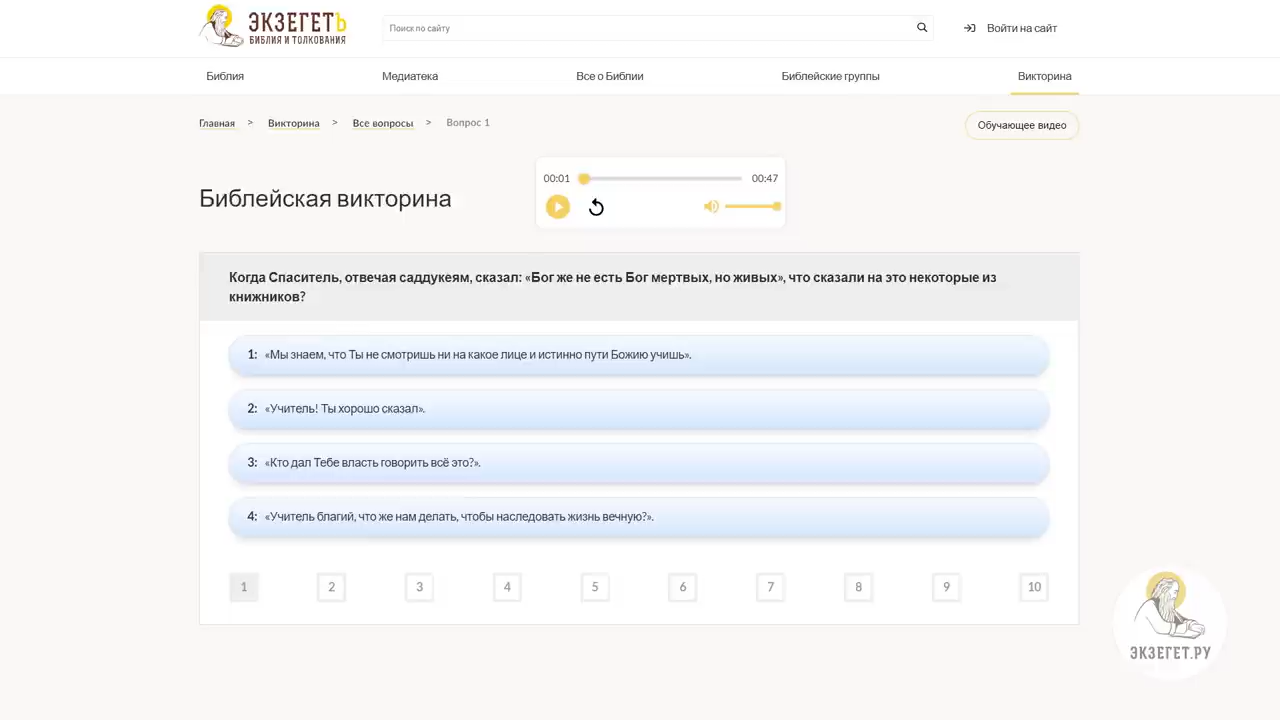 ЭКЗЕГЕТЪ
БИБЛИЯ И ТОЛКОВАНИЯ
Поиск по сайту
Войти на сайт
Библия
Медиатека
Все о Библии
Библейские группы
Викторина
Главная > Викторина > Все вопросы > Вопрос 1
Обучающее видео
Библейская викторина
00:01
00:47
Когда Спаситель, отвечая саддукеям, сказал: «Бог же не есть Бог мертвых, но живых», что сказали на это некоторые из
книжников?
1: «Мы знаем, что Ты не смотришь ни на какое лице и истинно пути Божию учишь».
2: «Учитель! Ты хорошо сказал».
3: «Кто дал Тебе власть говорить всё это?».
4: «Учитель благий, что же нам делать, чтобы наследовать жизнь вечную?».
1 2 3 4 5 6 7 8 9 10
ЭКЗЕГЕТ.РУ